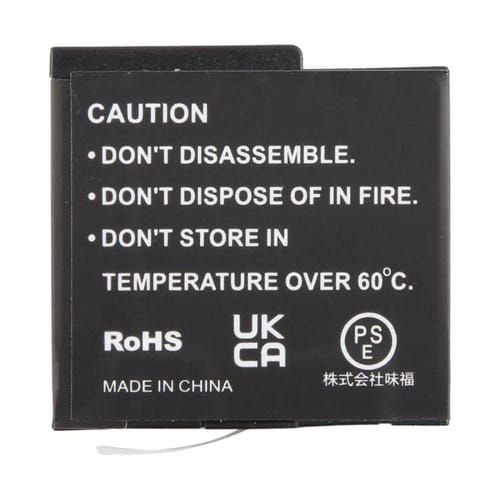 CAUTION
• DON'T DISASSEMBLE.
• DON'T DISPOSE OF IN FIRE.
• DON'T STORE IN
TEMPERATURE OVER 60°C.
RoHS
UK
CA
PS
E
株式会社味福
MADE IN CHINA